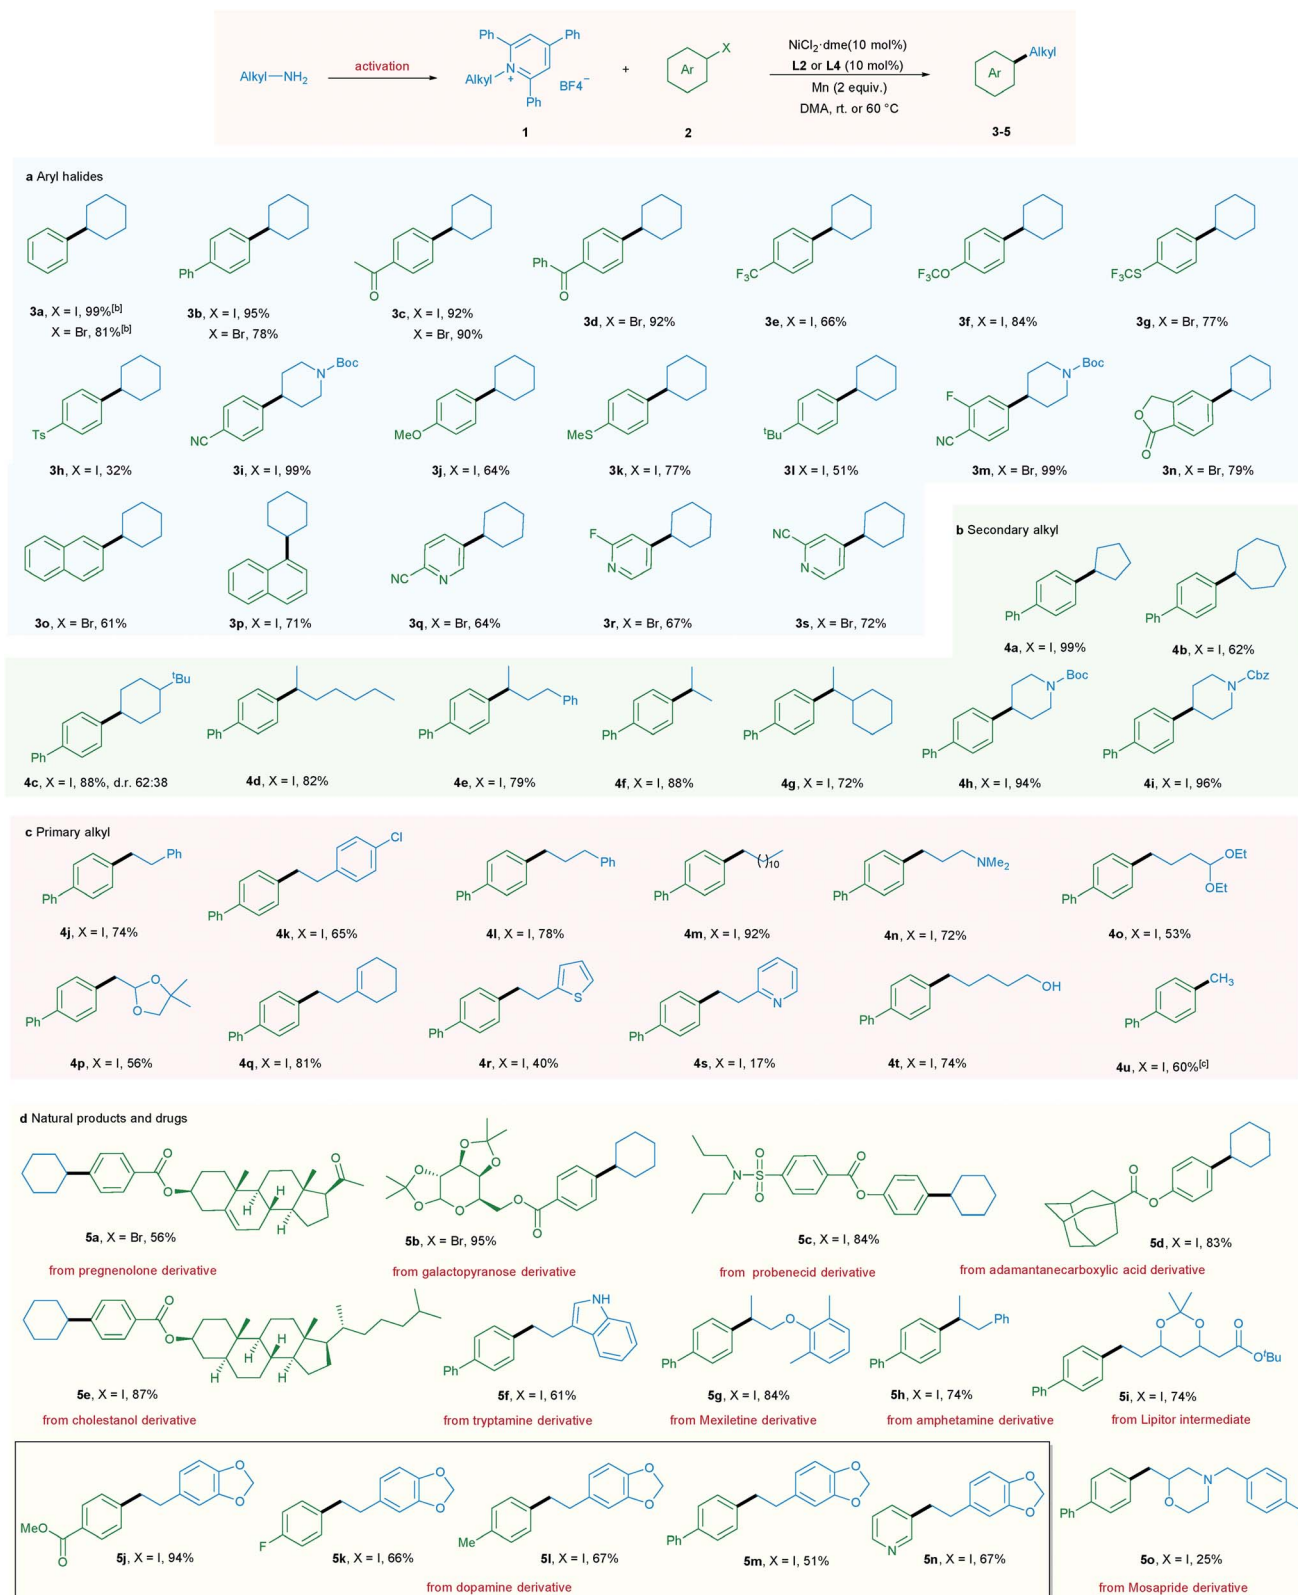 Alkyl—NH2
activation
Ph
Ph
Alkyl
N+
BF4−
Ph
1
+
X
Ar
2
NiCl2·dme(10 mol%)
L2 or L4 (10 mol%)
Mn (2 equiv.)
DMA, rt. or 60 °C
Alkyl
Ar
3-5
a Aryl halides
Ph
O
Ph
O
F3C
F3CO
F3CS
3a, X = I, 99%[b]
X = Br, 81%[b]
3b, X = I, 95%
X = Br, 78%
3c, X = I, 92%
X = Br, 90%
3d, X = Br, 92%
3e, X = I, 66%
3f, X = I, 84%
3g, X = Br, 77%
Ts
NC
N
Boc
MeO
MeS
tBu
F
NC
N
Boc
O
O
3h, X = I, 32%
3i, X = I, 99%
3j, X = I, 64%
3k, X = I, 77%
3l X = I, 51%
3m, X = Br, 99%
3n, X = Br, 79%
NC
N
F
N
NC
N
3o, X = Br, 61%
3p, X = I, 71%
3q, X = Br, 64%
3r, X = Br, 67%
3s, X = Br, 72%
b Secondary alkyl
Ph
Ph
4a, X = I, 99%
4b, X = I, 62%
Ph
tBu
Ph
Ph
Ph
Ph
Ph
Ph
N
Boc
Ph
N
Cbz
4c, X = I, 88%, d.r. 62:38
4d, X = I, 82%
4e, X = I, 79%
4f, X = I, 88%
4g, X = I, 72%
4h, X = I, 94%
4i, X = I, 96%
c Primary alkyl
Ph
Ph
Ph
Cl
Ph
Ph
Ph
( )10
Ph
NMe2
Ph
OEt
OEt
4j, X = I, 74%
4k, X = I, 65%
4l, X = I, 78%
4m, X = I, 92%
4n, X = I, 72%
4o, X = I, 53%
Ph
O
O
Ph
Ph
S
Ph
N
Ph
OH
Ph
CH3
4p, X = I, 56%
4q, X = I, 81%
4r, X = I, 40%
4s, X = I, 17%
4t, X = I, 74%
4u, X = I, 60%[c]
d Natural products and drugs
O
O
H
H
H
O
O
O
O
O
O
O
O
N
O
S
O
O
O
O
O
5a, X = Br, 56%
5b, X = Br, 95%
5c, X = I, 84%
5d, X = I, 83%
from pregnenolone derivative
from galactopyranose derivative
from probenecid derivative
from adamantanecarboxylic acid derivative
O
O
H
H
H
H
Ph
NH
Ph
O
Ph
Ph
Ph
O
O
O
OtBu
5e, X = I, 87%
5f, X = I, 61%
5g, X = I, 84%
5h, X = I, 74%
5i, X = I, 74%
from cholestanol derivative
from tryptamine derivative
from Mexiletine derivative
from amphetamine derivative
from Lipitor intermediate
MeO
O
O
O
F
O
O
Me
O
O
Ph
O
O
N
O
O
Ph
O
N
5j, X = I, 94%
5k, X = I, 66%
5l, X = I, 67%
5m, X = I, 51%
5n, X = I, 67%
5o, X = I, 25%
from dopamine derivative
from Mosapride derivative